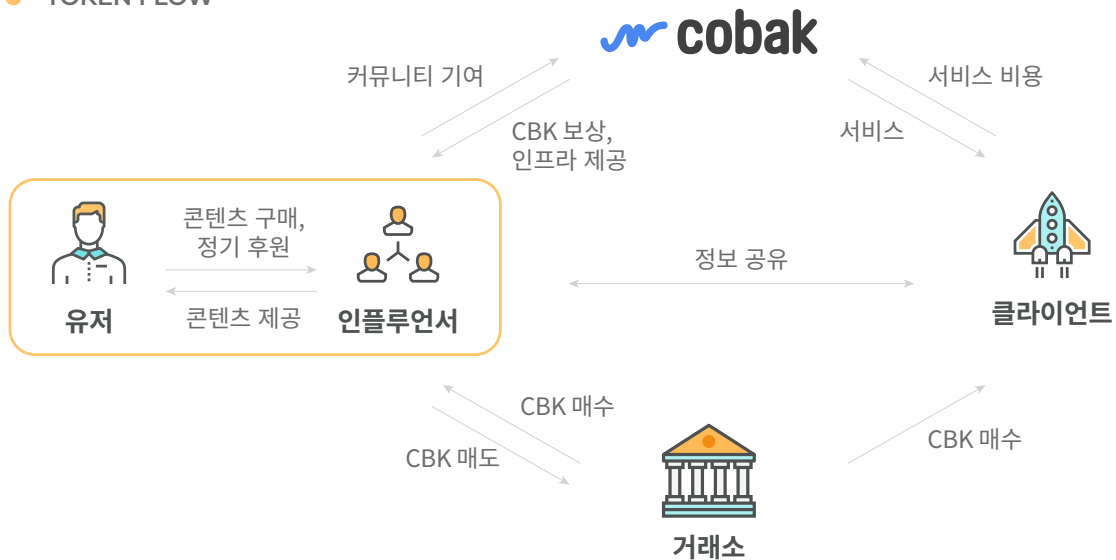 TOKEN FLOW
cobak
커뮤니티 기여
서비스 비용
CBK 보상,
인프라 제공
서비스
콘텐츠 구매,
정기 후원
정보 공유
콘텐츠 제공
유저
인플루언서
클라이언트
CBK 매수
CBK 매도
CBK 매수
거래소